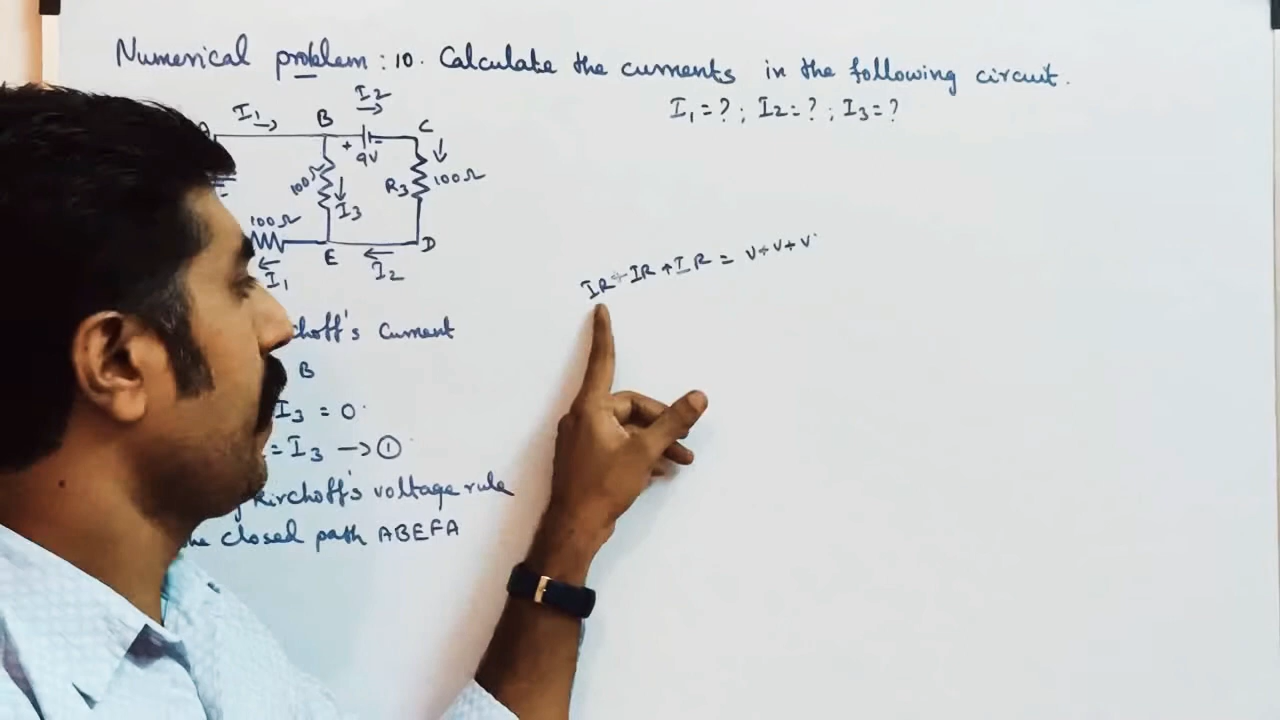 Numerical problem : 10. Calculate the currents in the following circuit.
I1 = ? ; I2 = ? ; I3 = ?
I2
I1 B C
+ -
9V
100Ω R3 100Ω
I3
100Ω
E D
I1 I2
IR + IR + IR = V + V + V
Current
B
I3 = 0
= I3 → ①
Kirchoff's voltage rule
closed path ABEFA